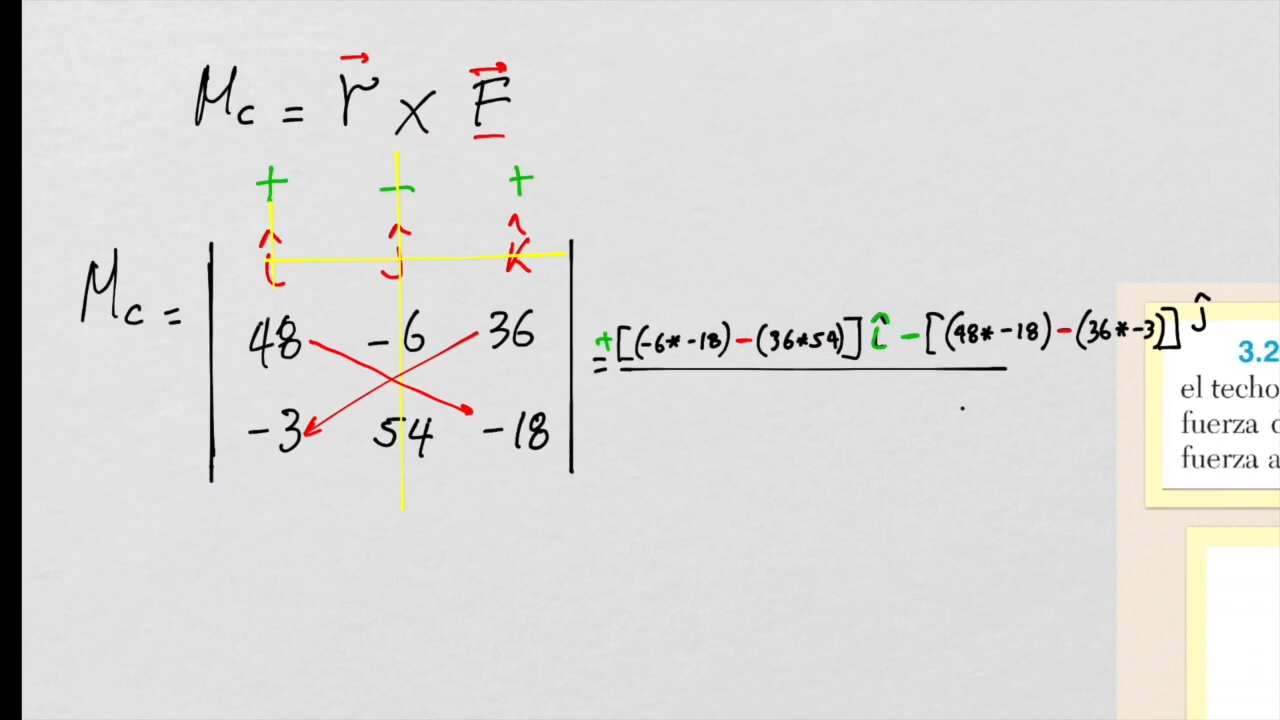 Mc = r x F
+ - +
î ĵ k̂
Mc =
48 -6 36
-3 54 -18
= +[(-6*-18)-(36*54)] î -[(48*-18)-(36*-3)] ĵ
3.2
el techo
fuerza
fuerza a